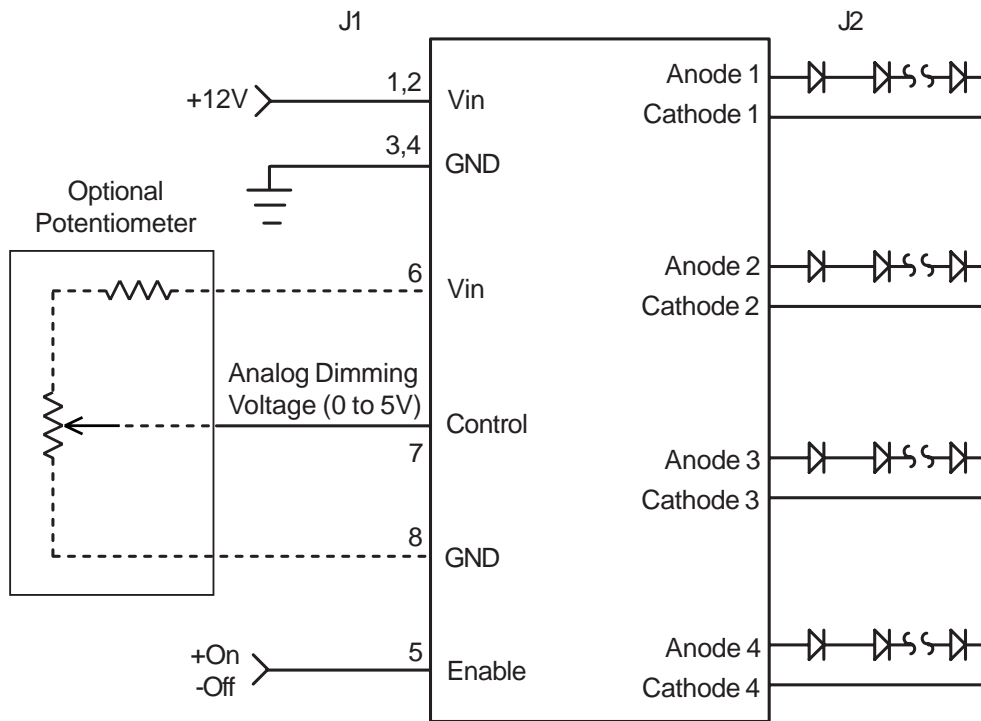 J1
J2
+12V
1,2
Vin
3,4
GND
Optional
Potentiometer
6
Vin
Analog Dimming
Voltage (0 to 5V)
Control
7
8
GND
+On
-Off
5
Enable
Anode 1
Cathode 1
Anode 2
Cathode 2
Anode 3
Cathode 3
Anode 4
Cathode 4